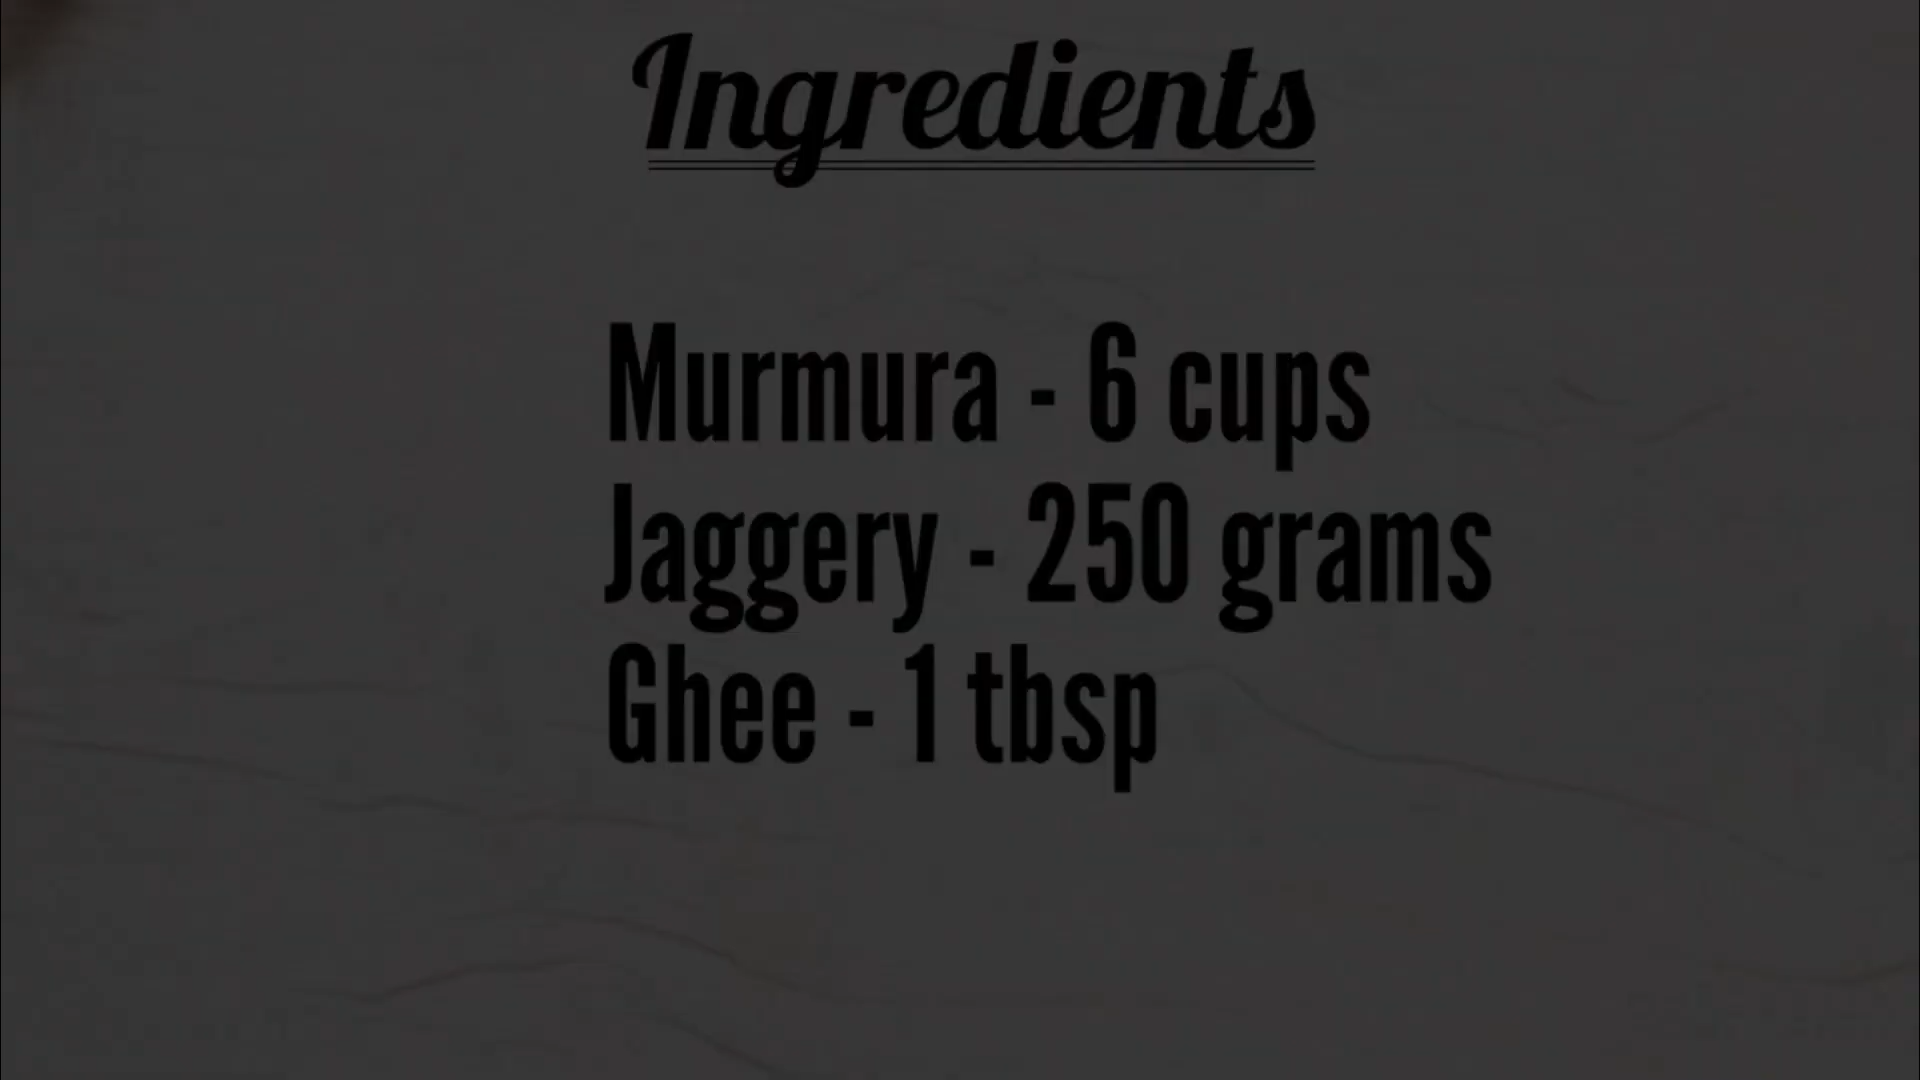 Ingredients
Murmura - 6 cups
Jaggery - 250 grams
Ghee - 1 tbsp